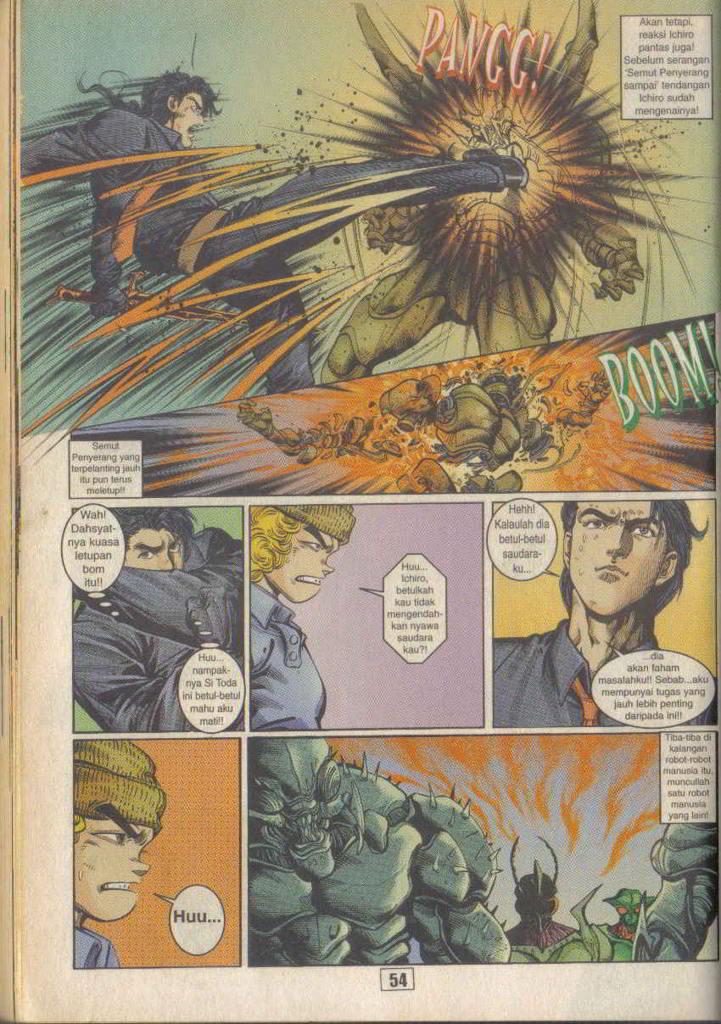 PANGG!
Akan tetapi,
reaksi Ichiro
pantas juga!
Sebelum serangan
'Semut Penyerang
sampai' tendangan
Ichiro sudah
mengenainya!
BOOM!
Semut
Penyerang yang
terpelanting jauh
itu pun terus
meletup!!
Wah!
Dahsyat-
nya kuasa
letupan
bom
itu!!
Huu...
nampak-
nya Si Toda
ini betul-betul
mahu aku
mati!!
Huu...
Ichiro,
betulkah
kau tidak
mengendah-
kan nyawa
saudara
kau?!
Hehh!
Kalaulah dia
betul-betul
saudara-
ku...
...dia
akan faham
masalahku!! Sebab...aku
mempunyai tugas yang
jauh lebih penting
daripada ini!!
Huu...
Tiba-tiba di
kalangan
robot-robot
manusia itu,
muncullah
satu robot
manusia
yang lain!
54